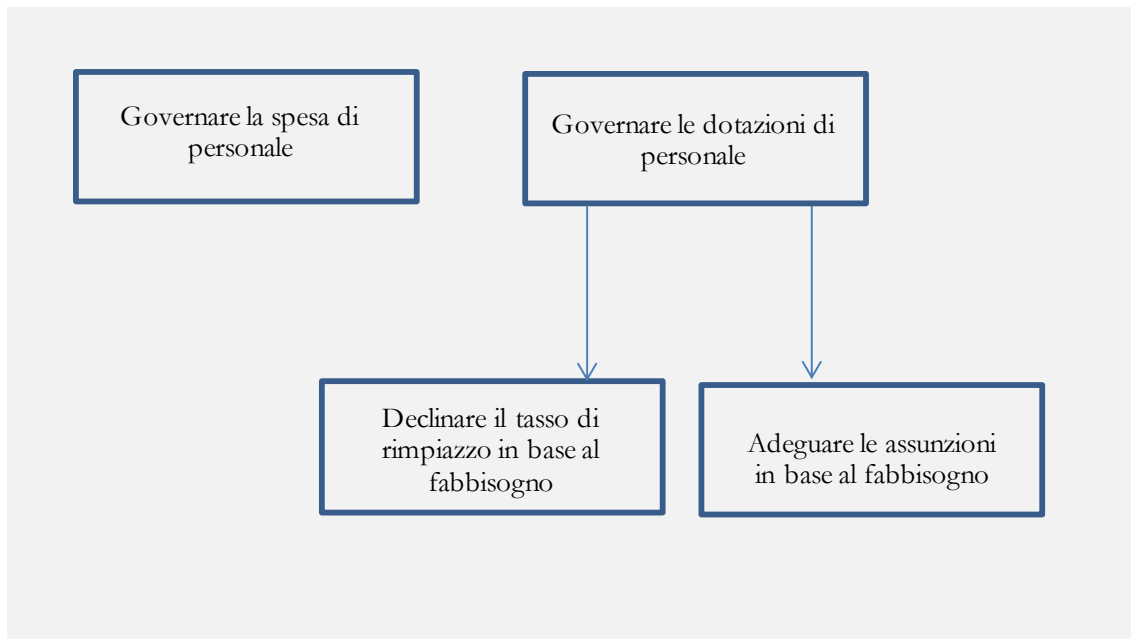 Governare la spesa di
personale
Governare le dotazioni di
personale
Declinare il tasso di
rimpiazzo in base al
fabbisogno
Adeguare le assunzioni
in base al fabbisogno